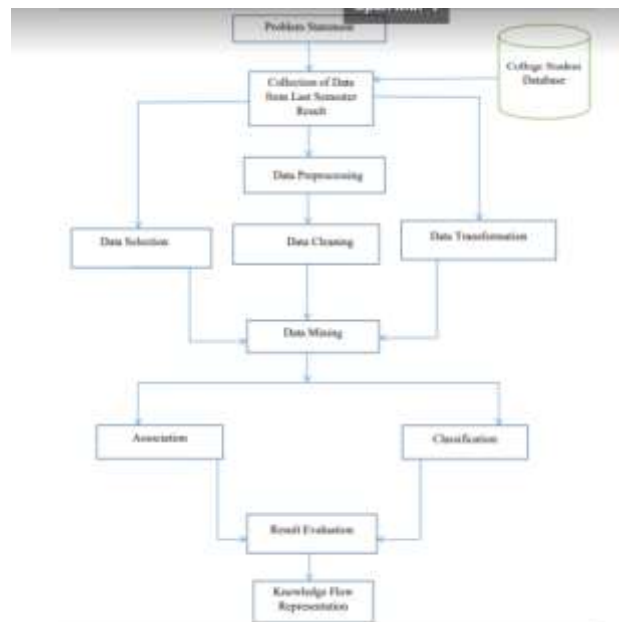 Problem Statement
College Student
Database
Collection of Data
from Last Semester
Result
Data Preprocessing
Data Selection
Data Cleaning
Data Transformation
Data Mining
Association
Classification
Result Evaluation
Knowledge Flow
Representation